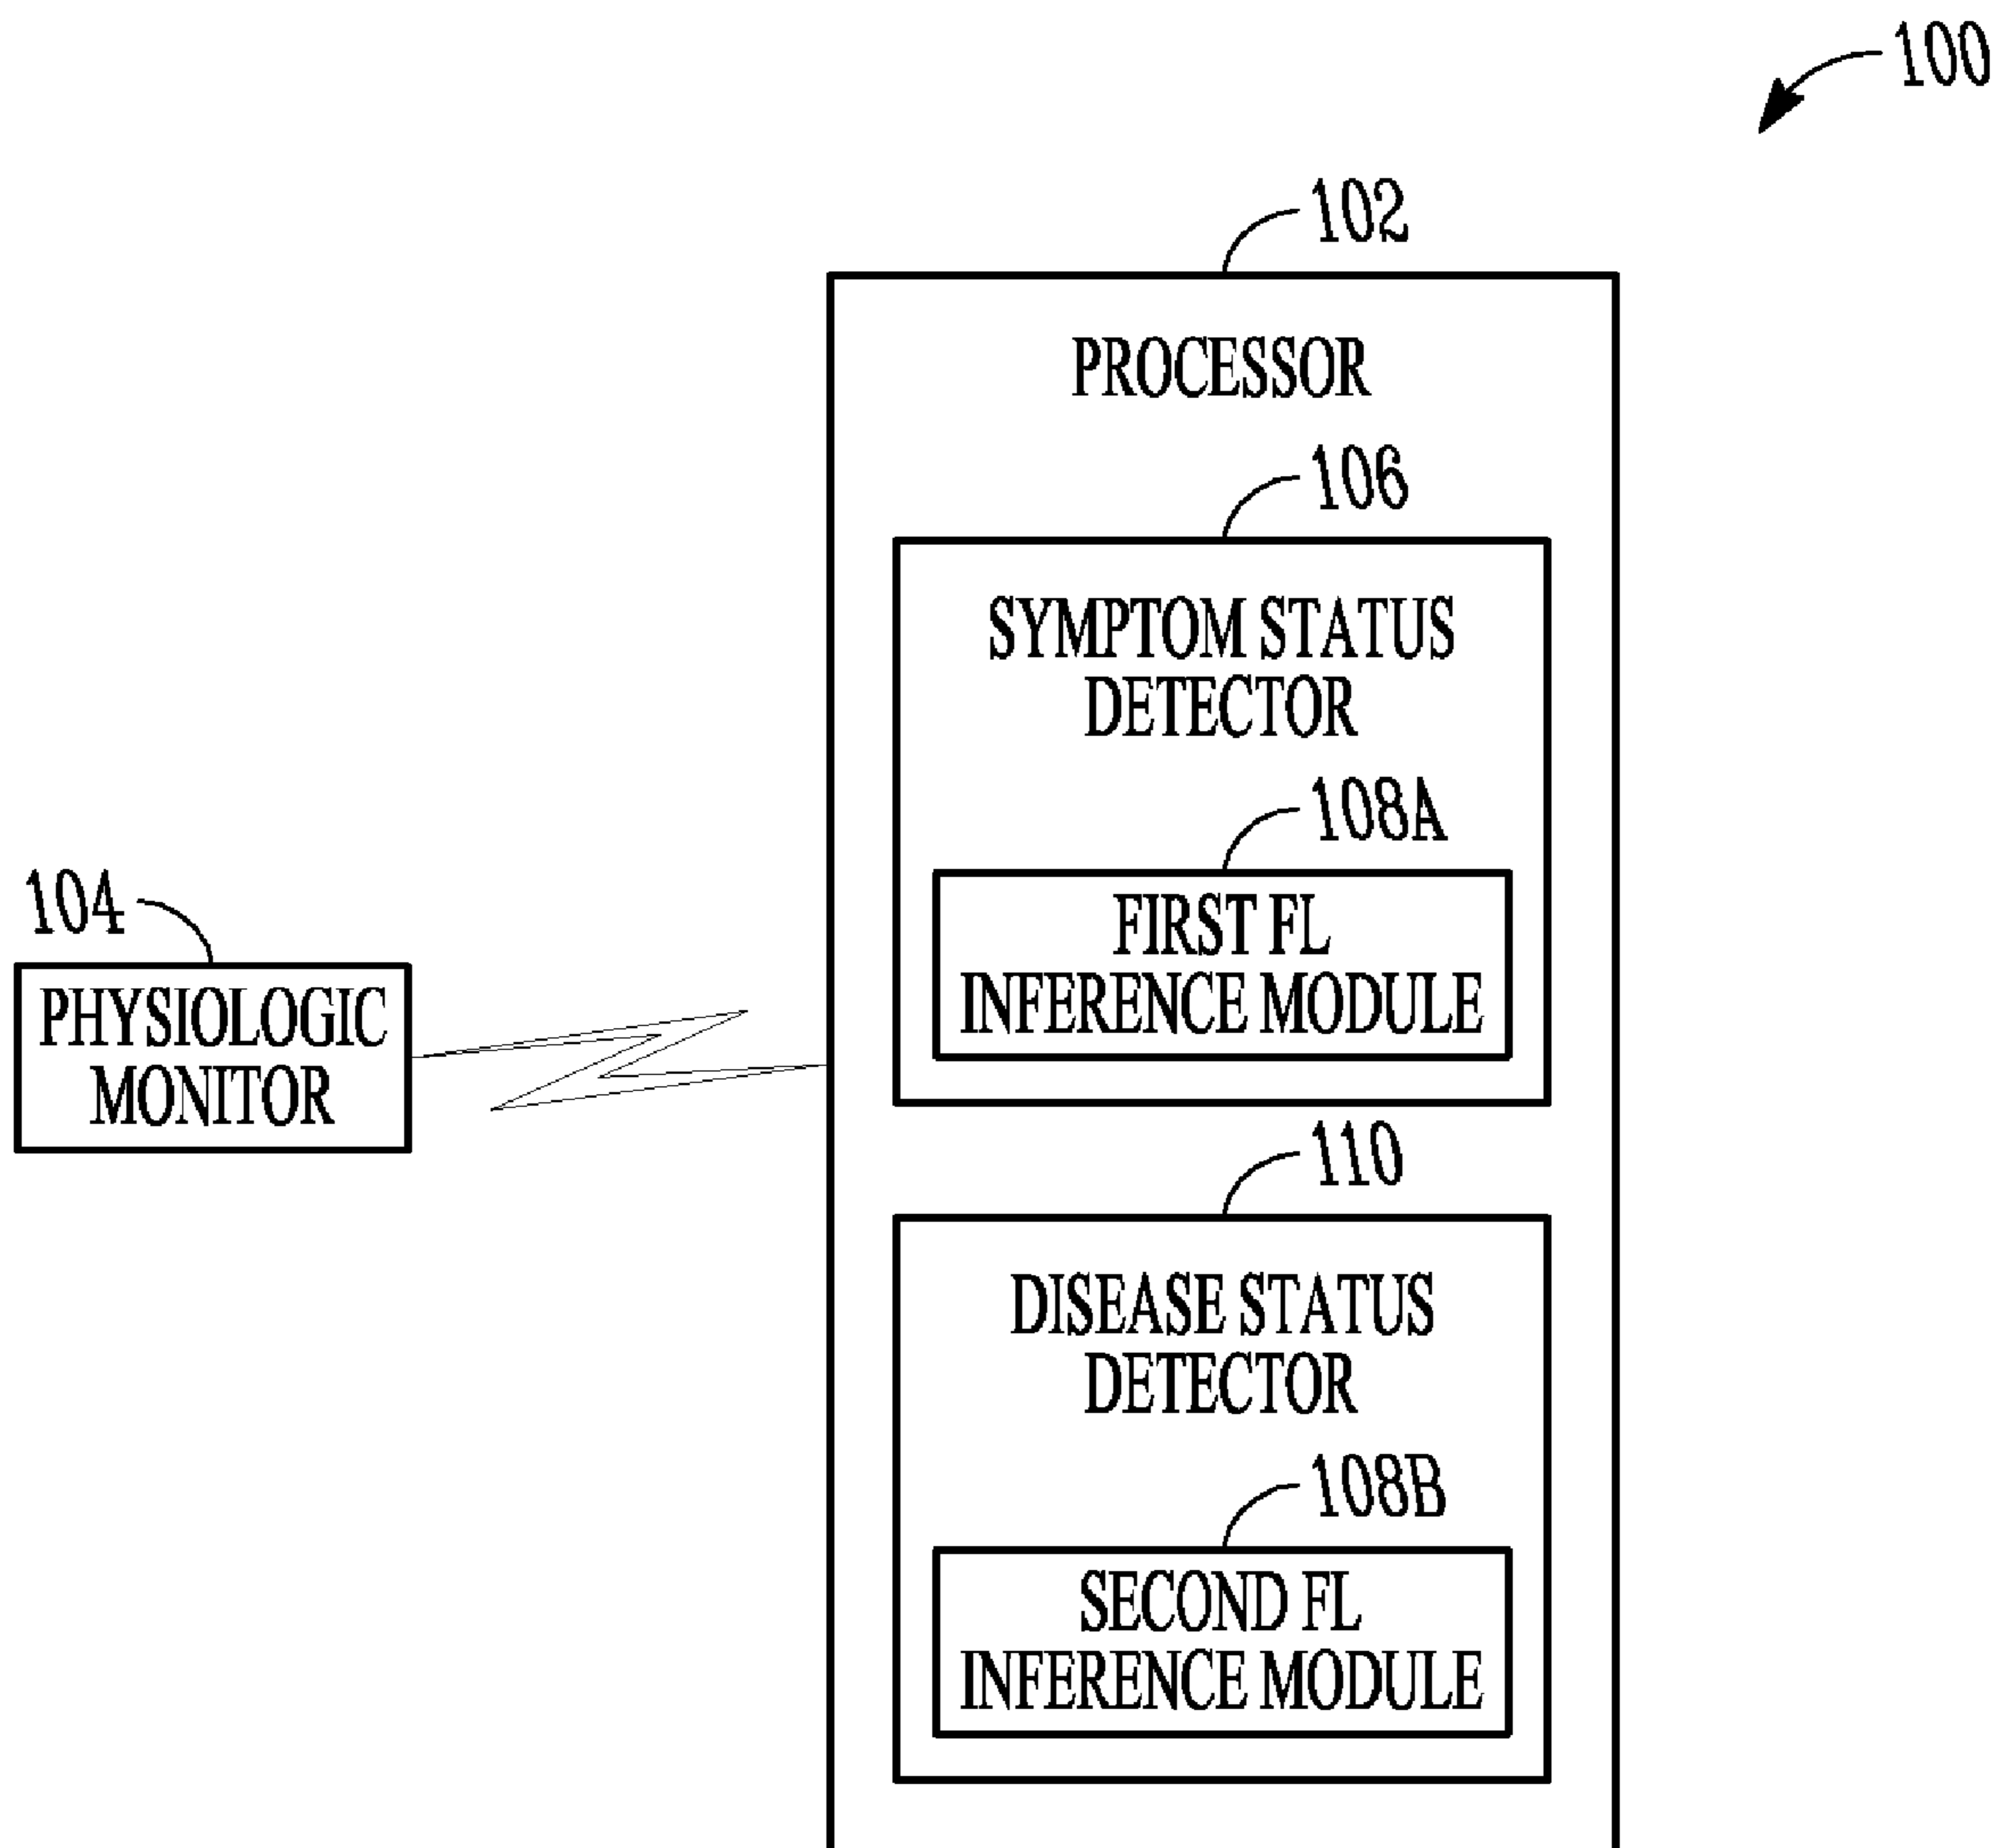 100
102
PROCESSOR
106
SYMPTOM STATUS
DETECTOR
108A
FIRST FL
INFERENCE MODULE
104
PHYSIOLOGIC
MONITOR
110
DISEASE STATUS
DETECTOR
108B
SECOND FL
INFERENCE MODULE